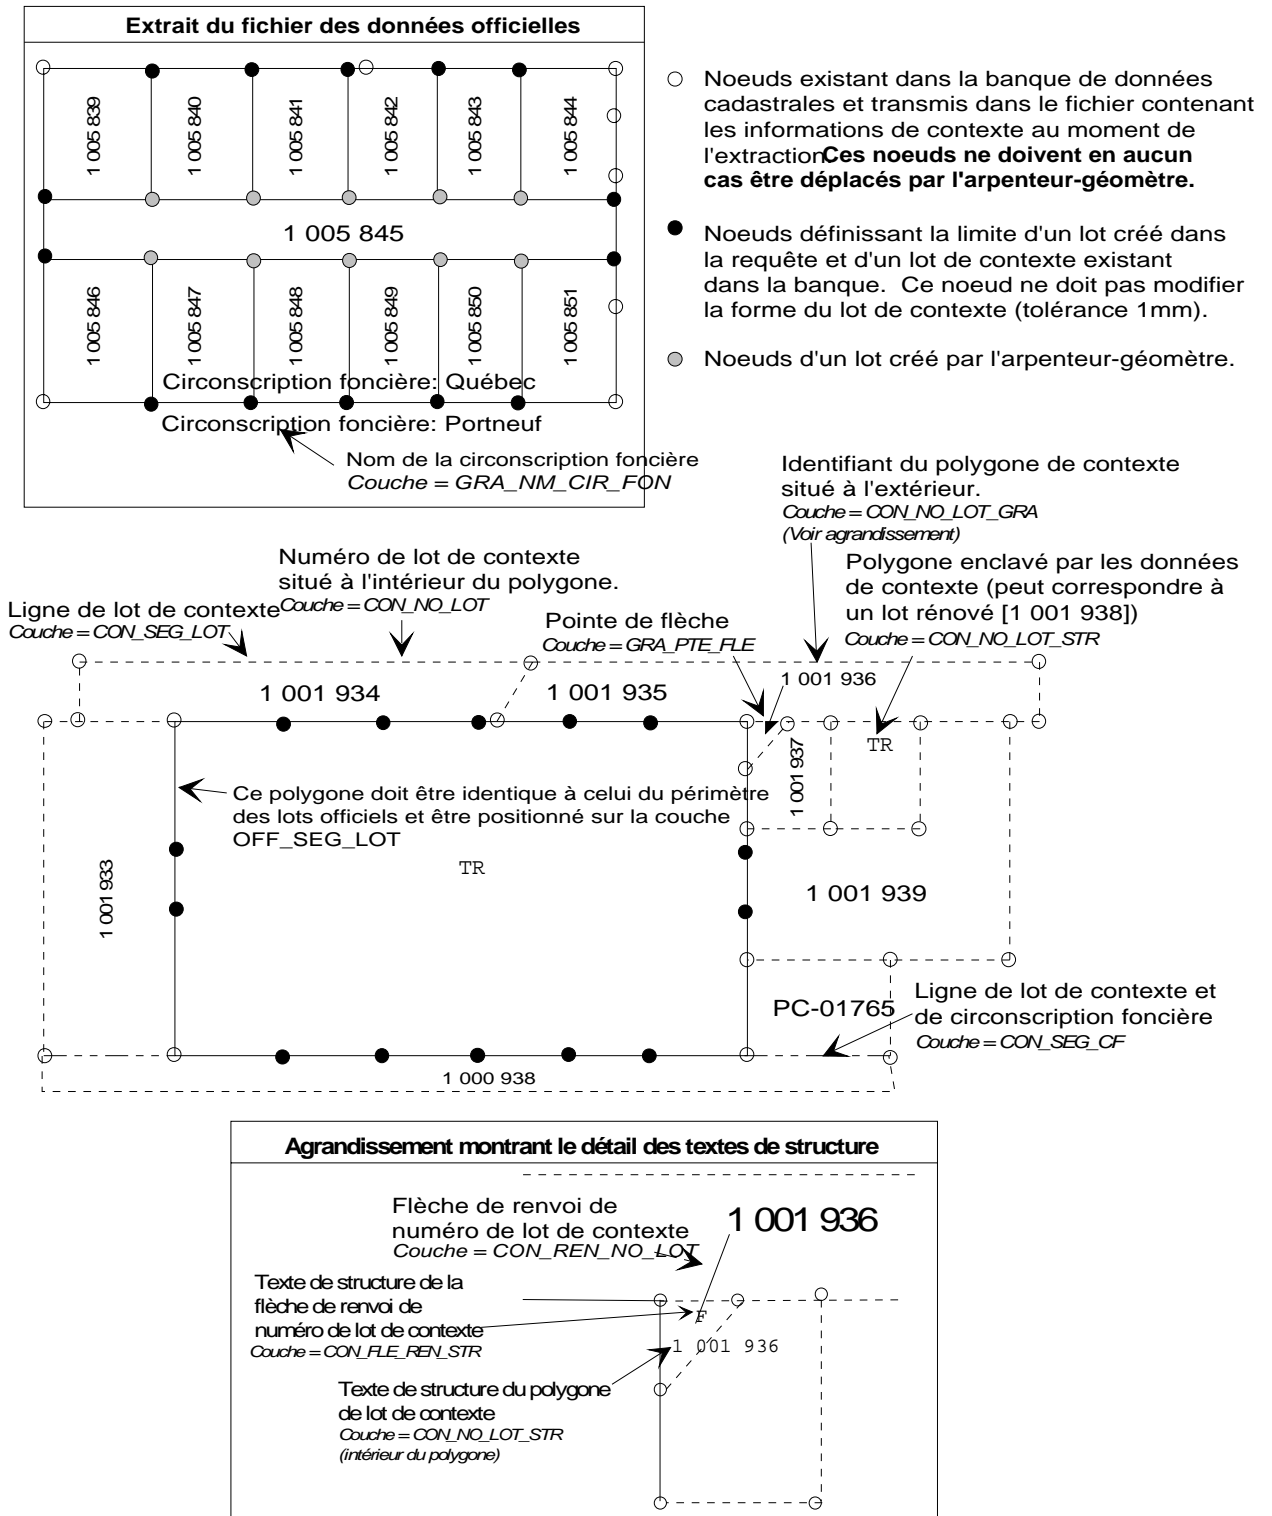 Extrait du fichier des données officielles
1 005 839
1 005 840
1 005 841
1 005 842
1 005 843
1 005 844
1 005 845
1 005 846
1 005 847
1 005 848
1 005 849
1 005 850
1 005 851
Circonscription foncière: Québec
Circonscription foncière: Portneuf
Nom de la circonscription foncière
Couche = GRA_NM_CIR_FON
Noeuds existant dans la banque de données
cadastrales et transmis dans le fichier contenant
les informations de contexte au moment de
l'extraction. Ces noeuds ne doivent en aucun
cas être déplacés par l'arpenteur-géomètre.
Noeuds définissant la limite d'un lot créé dans
la requête et d'un lot de contexte existant
dans la banque. Ce noeud ne doit pas modifier
la forme du lot de contexte (tolérance 1mm).
Noeuds d'un lot créé par l'arpenteur-géomètre.
Identifiant du polygone de contexte
situé à l'extérieur.
Couche = CON_NO_LOT_GRA
(Voir agrandissement)
Numéro de lot de contexte
situé à l'intérieur du polygone.
Couche = CON_NO_LOT
Polygone enclavé par les données
de contexte (peut correspondre à
un lot rénové [1 001 938])
Couche = CON_NO_LOT_STR
Ligne de lot de contexte
Couche = CON_SEG_LOT
Pointe de flèche
Couche = GRA_PTE_FLE
1 001 934
1 001 935
1 001 936
1 001 937
TR
Ce polygone doit être identique à celui du périmètre
des lots officiels et être positionné sur la couche
OFF_SEG_LOT
TR
1 001 933
1 001 939
PC-01765
Ligne de lot de contexte et
de circonscription foncière
Couche = CON_SEG_CF
1 000 938
Agrandissement montrant le détail des textes de structure
Flèche de renvoi de
numéro de lot de contexte
Couche = CON_REN_NO_LOT
1 001 936
Texte de structure de la
flèche de renvoi de
numéro de lot de contexte
Couche = CON_FLE_REN_STR
F
1 001 936
Texte de structure du polygone
de lot de contexte
Couche = CON_NO_LOT_STR
(intérieur du polygone)